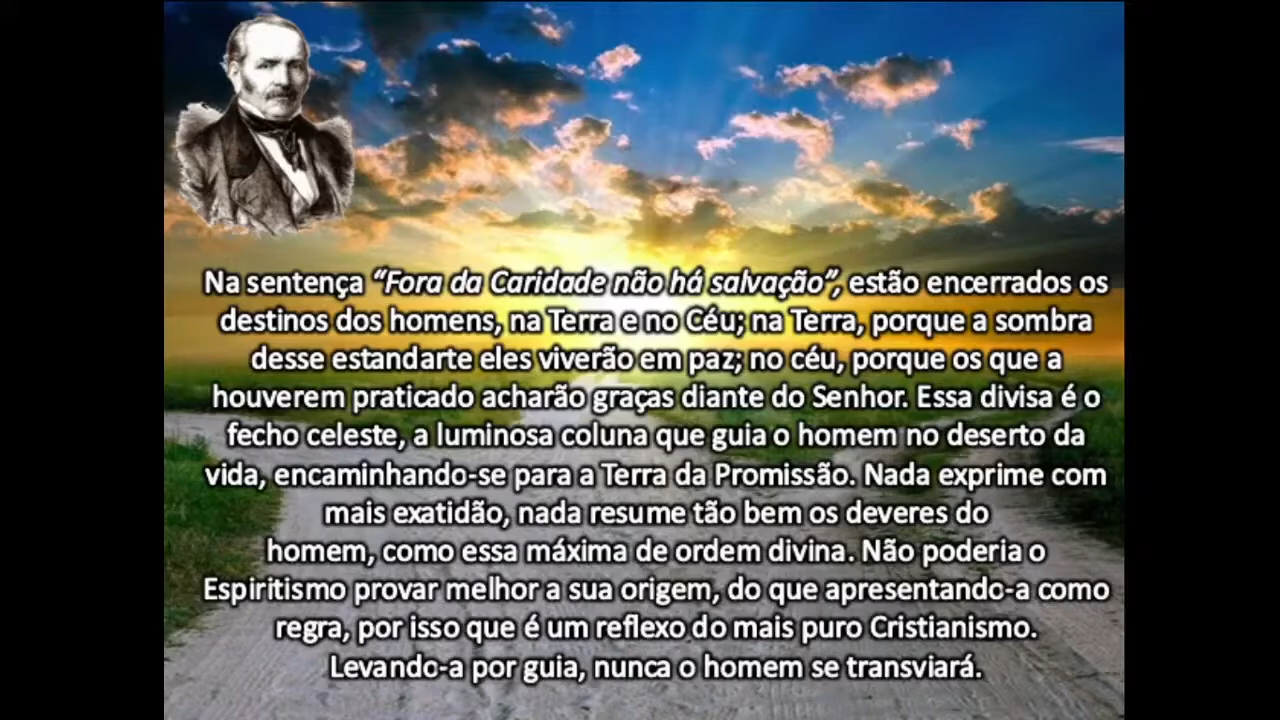 Na sentença “Fora da Caridade não há salvação”, estão encerrados os
destinos dos homens, na Terra e no Céu; na Terra, porque a sombra
desse estandarte eles viverão em paz; no céu, porque os que a
houverem praticado acharão graças diante do Senhor. Essa divisa é o
fecho celeste, a luminosa coluna que guia o homem no deserto da
vida, encaminhando-se para a Terra da Promissão. Nada exprime com
mais exatidão, nada resume tão bem os deveres do
homem, como essa máxima de ordem divina. Não poderia o
Espiritismo provar melhor a sua origem, do que apresentando-a como
regra, por isso que é um reflexo do mais puro Cristianismo.
Levando-a por guia, nunca o homem se transviará.